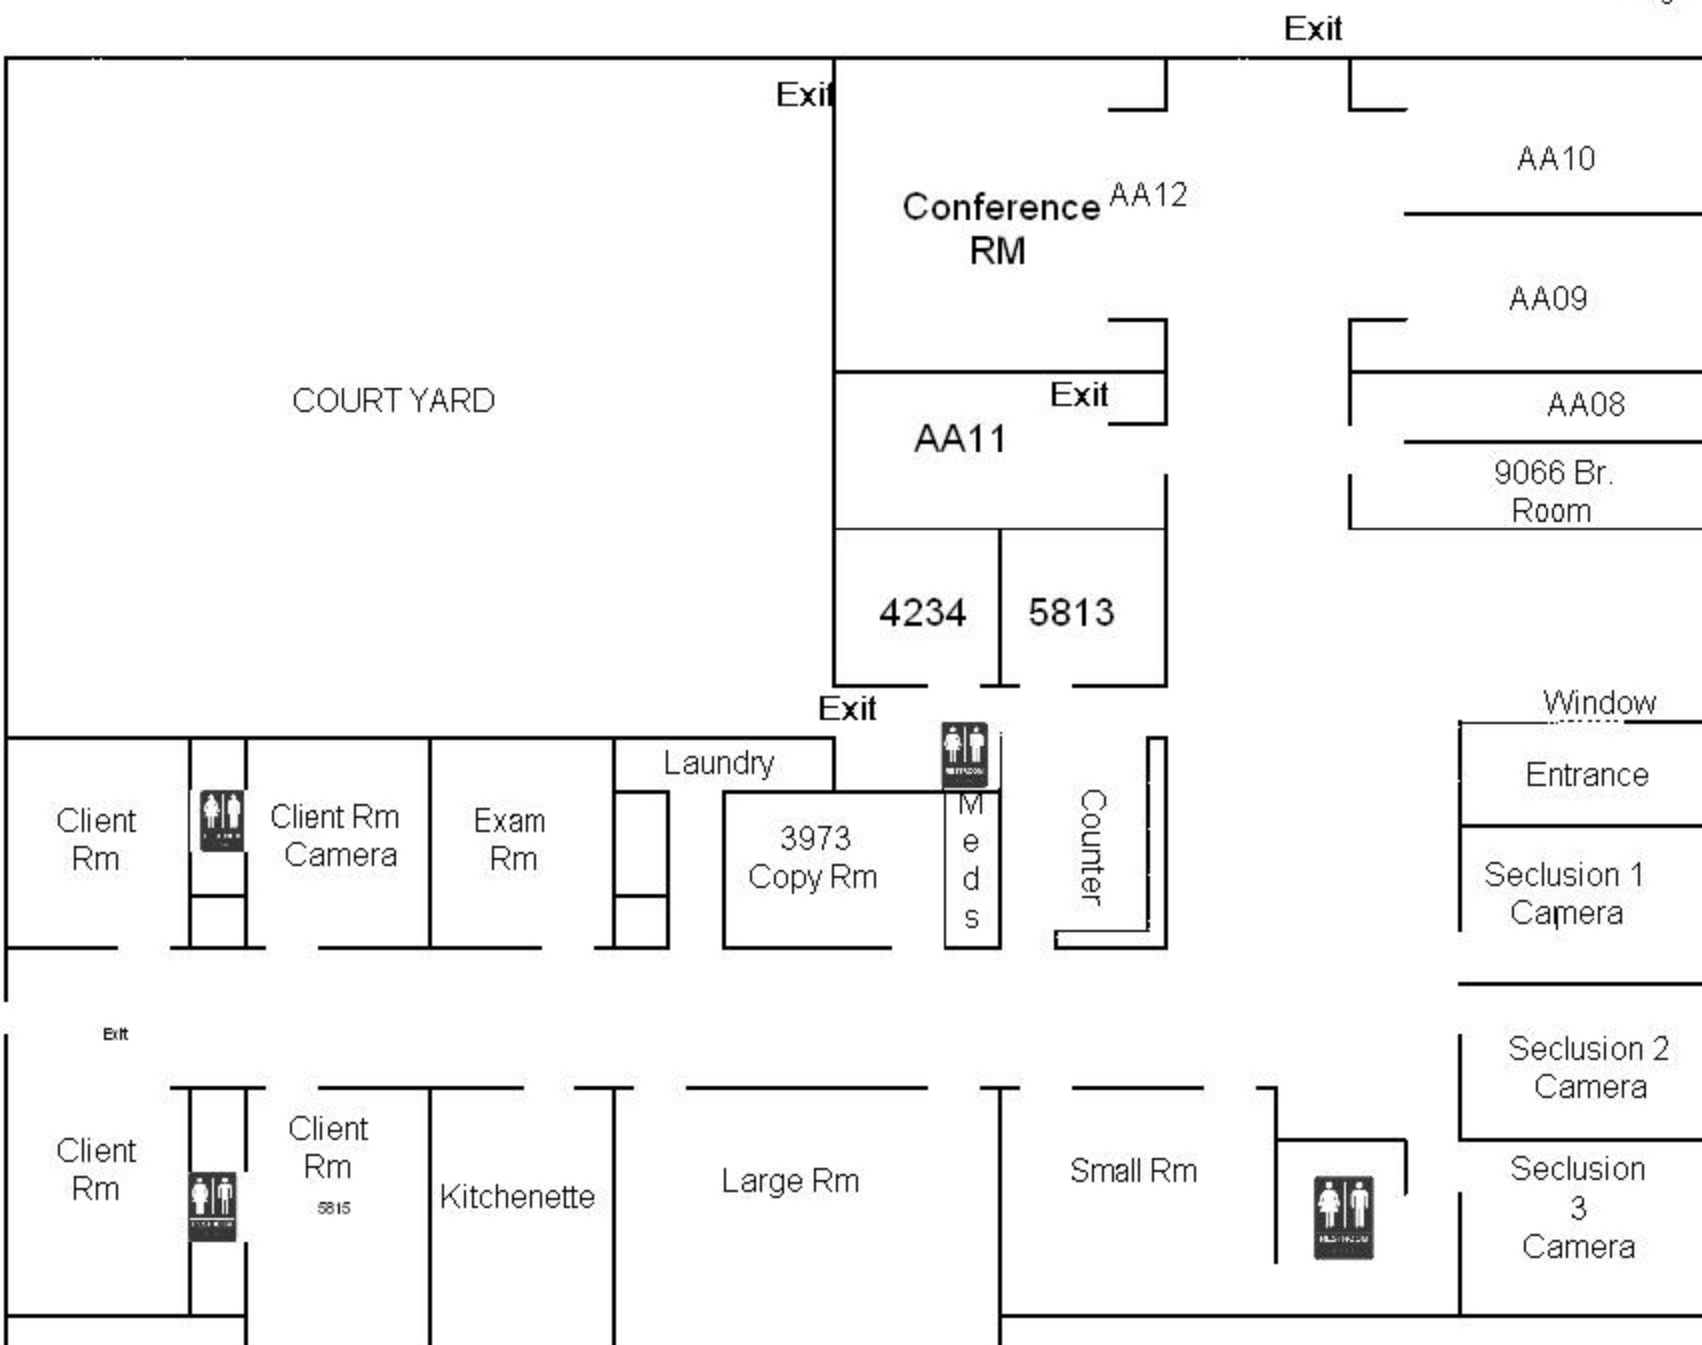 Exit
Exit
AA10
AA12
Conference
RM
AA09
COURT YARD
Exit
AA08
AA11
9066 Br.
Room
4234
5813
Exit
Window
Laundry
Entrance
Client
Rm
Client Rm
Camera
Exam
Rm
3973
Copy Rm
Meds
Counter
Seclusion 1
Camera
Exit
Seclusion 2
Camera
Client
Rm
Client
Rm
5815
Kitchenette
Large Rm
Small Rm
Seclusion
3
Camera
RESTROOM